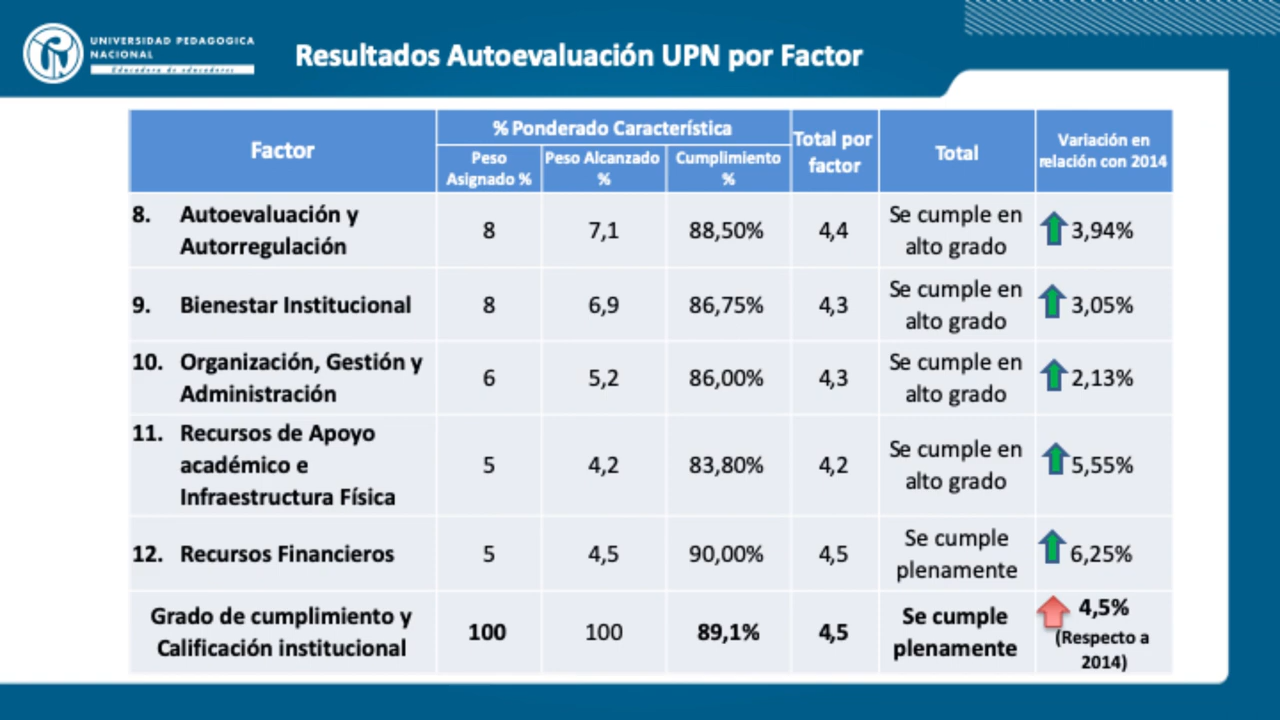 UNIVERSIDAD PEDAGOGICA
NACIONAL
Educadora de educadores
Resultados Autoevaluación UPN por Factor
Factor
% Ponderado Característica
Total por
factor
Total
Variación en
relación con 2014
Peso
Asignado %
Peso Alcanzado
%
Cumplimiento
%
8. Autoevaluación y
Autorregulación
8
7,1
88,50%
4,4
Se cumple en
alto grado
3,94%
9. Bienestar Institucional
8
6,9
86,75%
4,3
Se cumple en
alto grado
3,05%
10. Organización, Gestión y
Administración
6
5,2
86,00%
4,3
Se cumple en
alto grado
2,13%
11. Recursos de Apoyo
académico e
Infraestructura Física
5
4,2
83,80%
4,2
Se cumple en
alto grado
5,55%
12. Recursos Financieros
5
4,5
90,00%
4,5
Se cumple
plenamente
6,25%
Grado de cumplimiento y
Calificación institucional
100
100
89,1%
4,5
Se cumple
plenamente
4,5%
(Respecto a
2014)